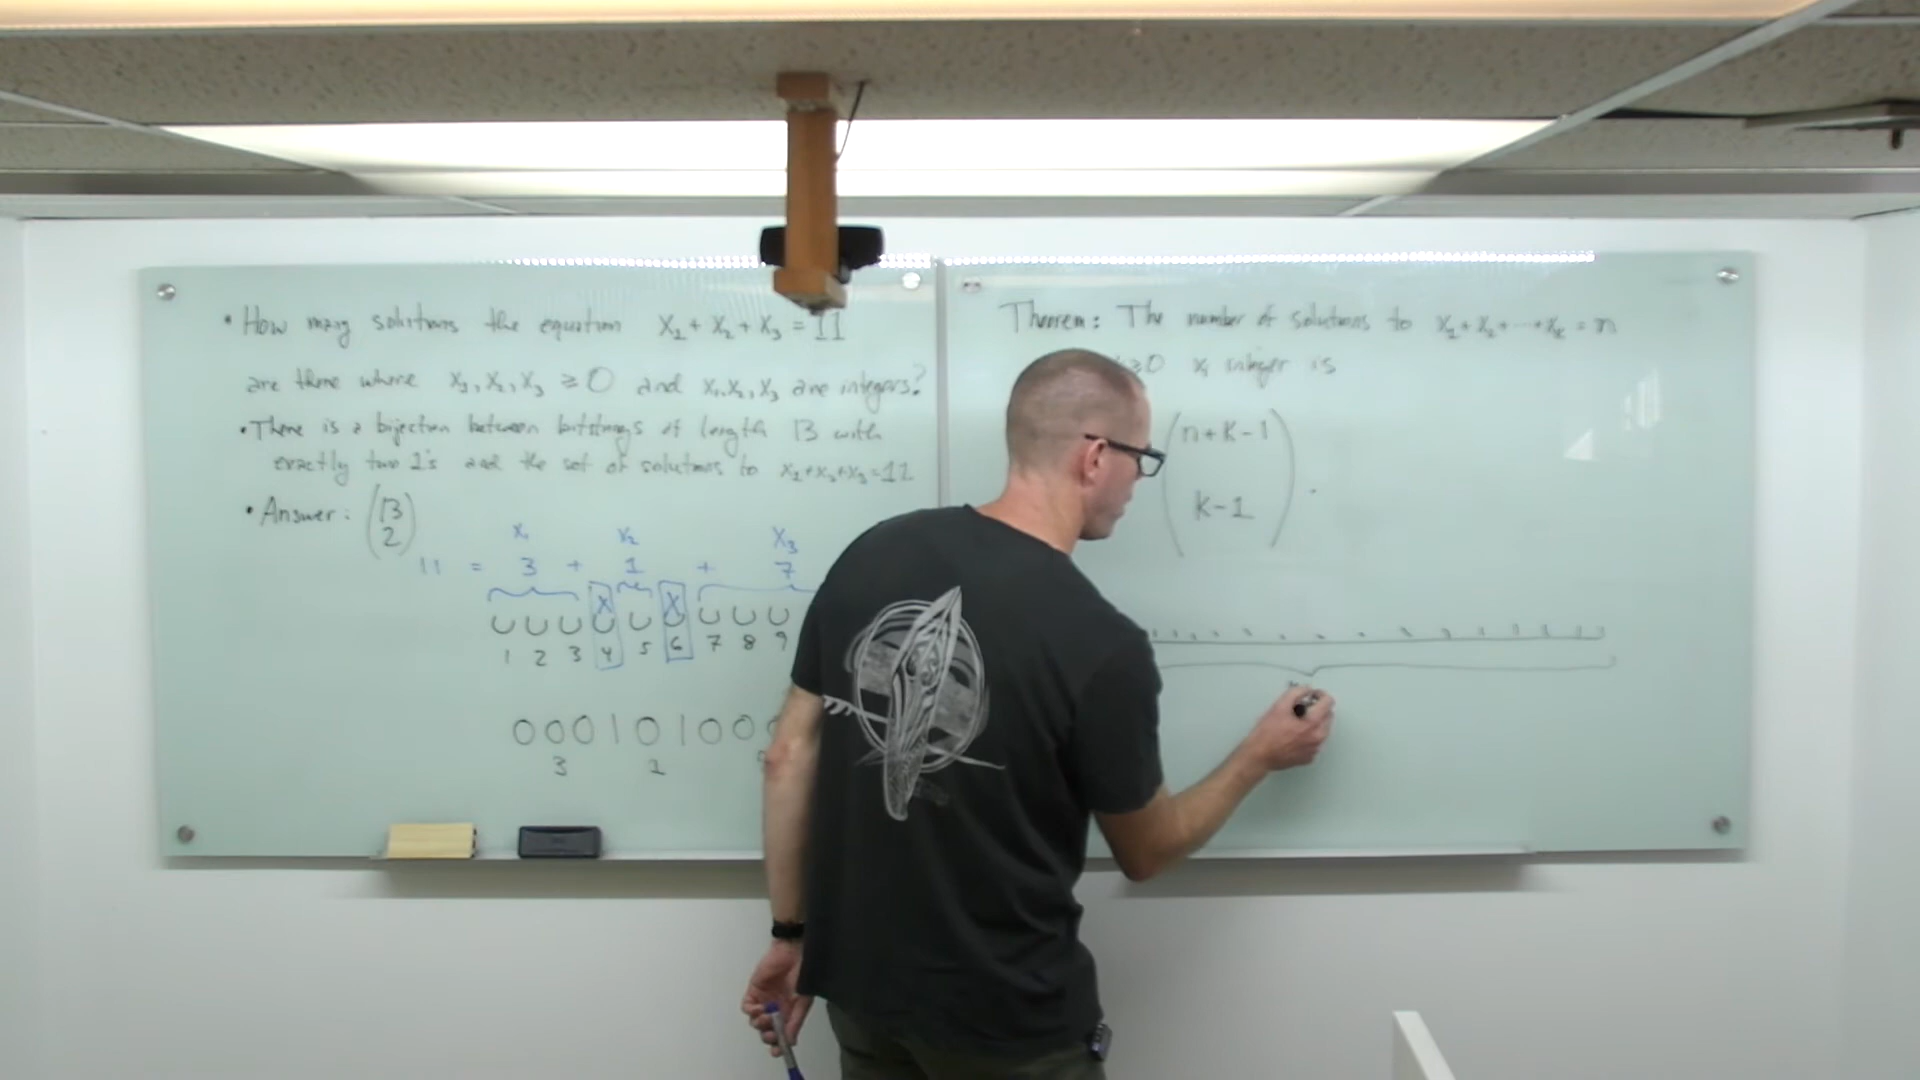 • How many solutions the equation X₁ + X₂ + X₃ = 11
are there where X₁, X₂, X₃ ≥ 0 and X₁, X₂, X₃ are integers?
• There is a bijection between bitstrings of length 13 with
exactly two 1's and the set of solutions to x₁+x₂+x₃=11
• Answer: (13
2)
X₁ X₂ X₃
11 = 3 + 1 + 7
X X
1 2 3 4 5 6 7 8 9
0 0 0 1 0 1 0 0
3 1
Theorem: The number of solutions to X₁+X₂+...+Xₖ = n
≥0 xᵢ integer is
(n+k-1
k-1).